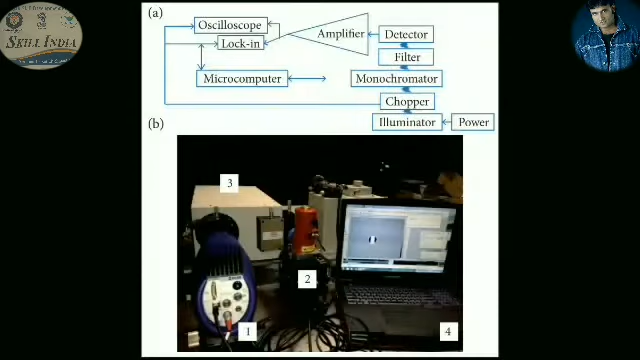 SKILL INDIA
(a)
Oscilloscope
Lock-in
Amplifier
Detector
Filter
Microcomputer
Monochromator
Chopper
Illuminator
Power
(b)
3
2
1
4